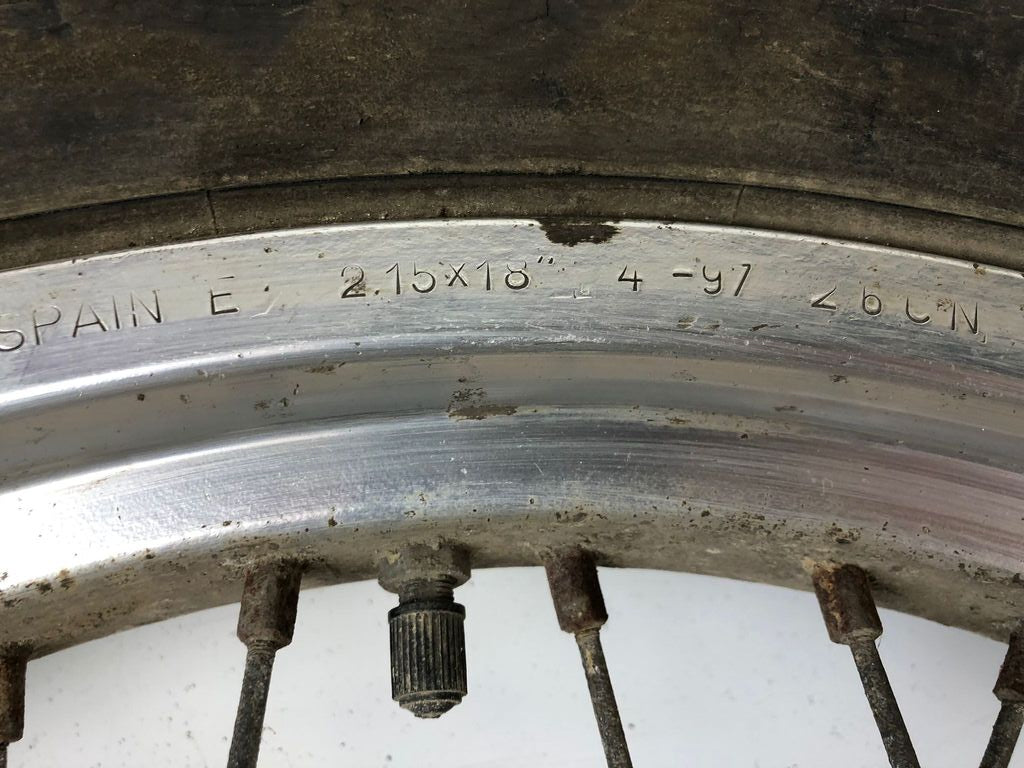 SPAIN E 2.15x18" 4-97 26CN